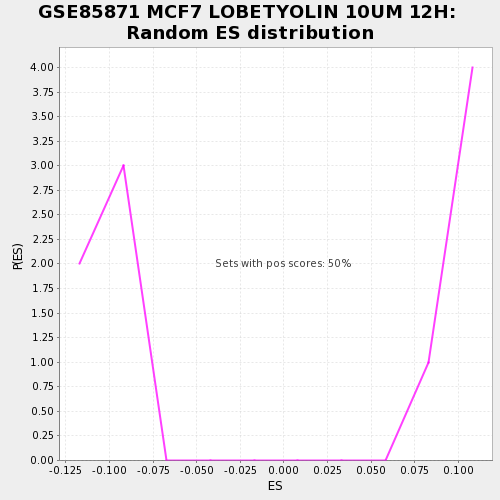 GSE85871 MCF7 LOBETYOLIN 10UM 12H:
Random ES distribution
4.00
3.75
3.50
3.25
3.00
2.75
2.50
2.25
2.00
1.75
1.50
1.25
1.00
0.75
0.50
0.25
0.00
P(ES)
Sets with pos scores: 50%
-0.125 -0.100 -0.075 -0.050 -0.025 0.000 0.025 0.050 0.075 0.100
ES